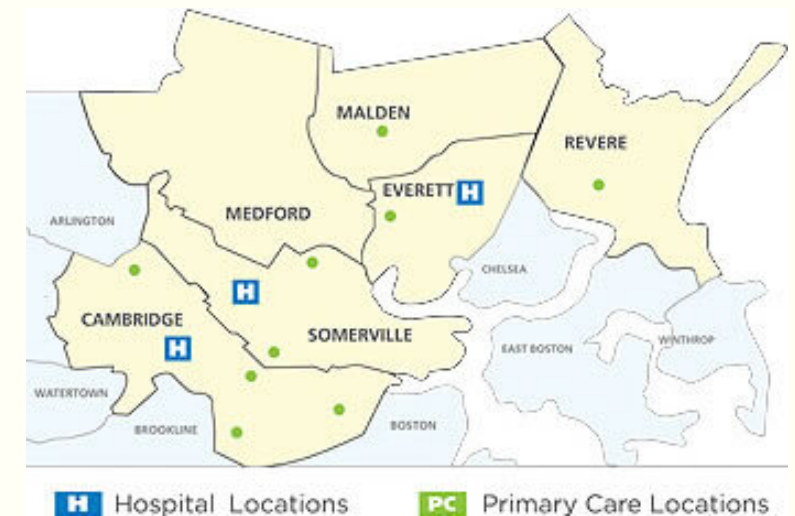 MALDEN
REVERE
EVERETT H
ARLINGTON
MEDFORD
CHELSEA
H
CAMBRIDGE
SOMERVILLE
H
EAST BOSTON
WINTHROP
WATERTOWN
BROOKLINE
BOSTON
H Hospital Locations PC Primary Care Locations